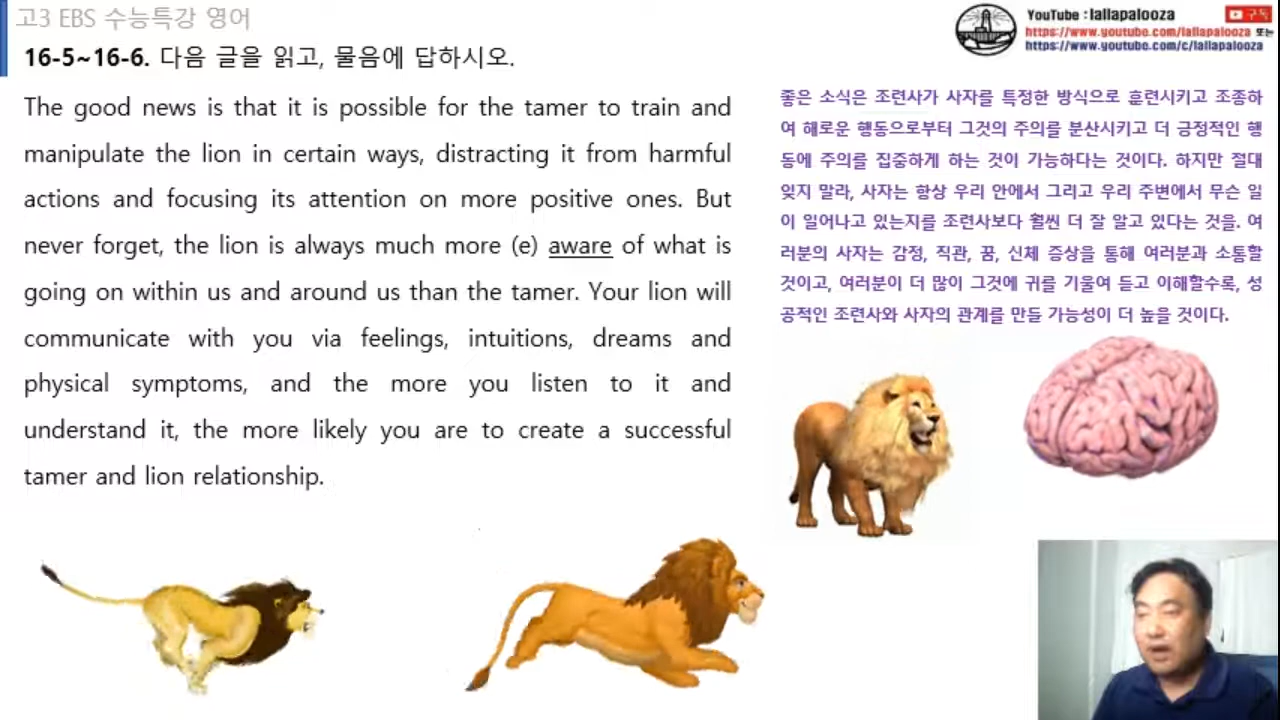 고3 EBS 수능특강 영어
YouTube : lallapalooza
구독
https://www.youtube.com/lallapalooza 또는
https://www.youtube.com/c/lallapalooza
16-5~16-6. 다음 글을 읽고, 물음에 답하시오.
The good news is that it is possible for the tamer to train and
manipulate the lion in certain ways, distracting it from harmful
actions and focusing its attention on more positive ones. But
never forget, the lion is always much more (e) aware of what is
going on within us and around us than the tamer. Your lion will
communicate with you via feelings, intuitions, dreams and
physical symptoms, and the more you listen to it and
understand it, the more likely you are to create a successful
tamer and lion relationship.
좋은 소식은 조련사가 사자를 특정한 방식으로 훈련시키고 조종하
여 해로운 행동으로부터 그것의 주의를 분산시키고 더 긍정적인 행
동에 주의를 집중하게 하는 것이 가능하다는 것이다. 하지만 절대
잊지 말라, 사자는 항상 우리 안에서 그리고 우리 주변에서 무슨 일
이 일어나고 있는지를 조련사보다 훨씬 더 잘 알고 있다는 것을. 여
러분의 사자는 감정, 직관, 꿈, 신체 증상을 통해 여러분과 소통할
것이고, 여러분이 더 많이 그것에 귀를 기울여 듣고 이해할수록, 성
공적인 조련사와 사자의 관계를 만들 가능성이 더 높을 것이다.